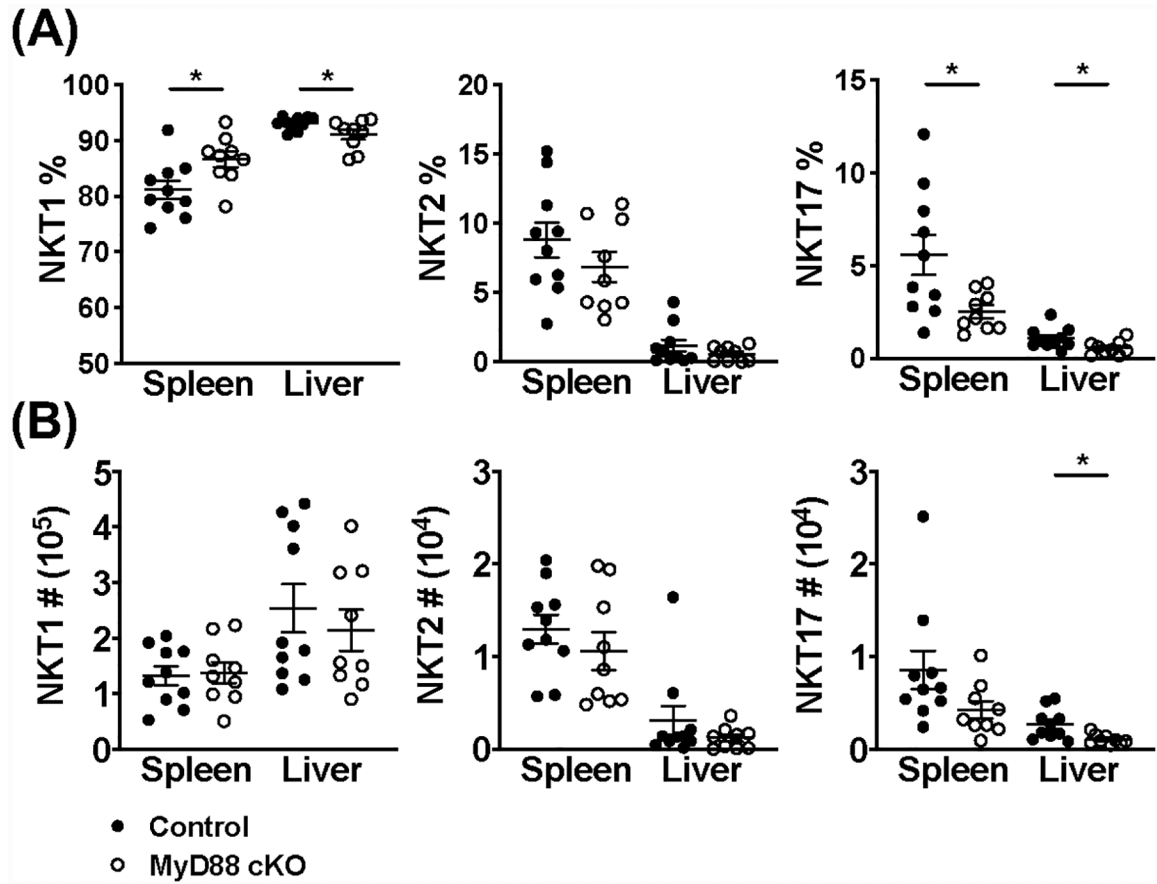 (A)
NKT1 %
100
90
80
70
60
50
*
*
Spleen Liver
NKT2 %
20
15
10
5
0
Spleen Liver
NKT17 %
15
10
5
0
*
*
Spleen Liver
(B)
NKT1 # (10⁵)
5
4
3
2
1
0
Spleen Liver
NKT2 # (10⁴)
3
2
1
0
Spleen Liver
NKT17 # (10⁴)
3
2
1
0
*
Spleen Liver
● Control
○ MyD88 cKO